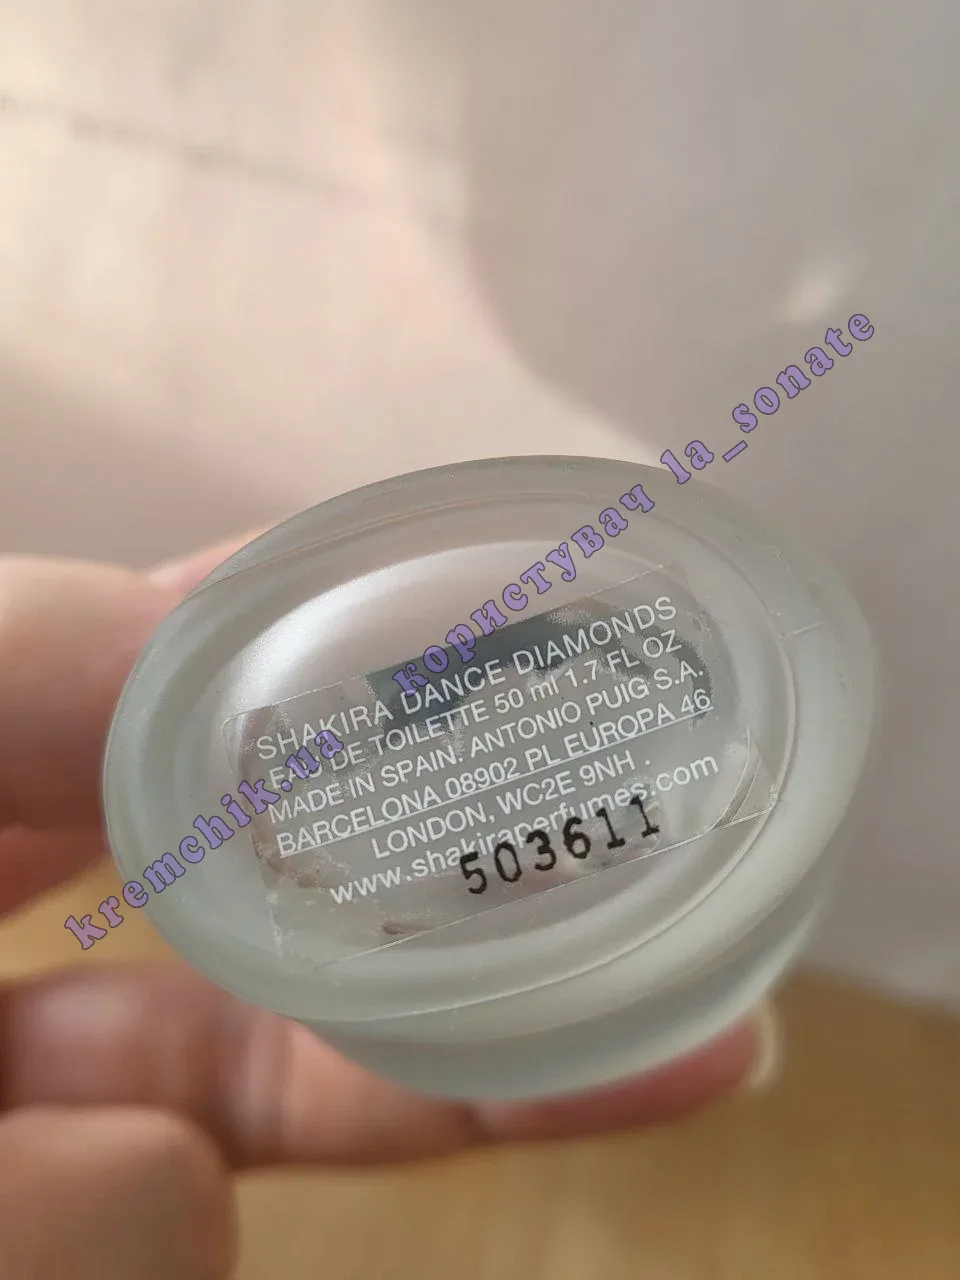 SHAKIRA DANCE DIAMONDS
EAU DE TOILETTE 50 ml 1.7 FL OZ
MADE IN SPAIN. ANTONIO PUIG S.A.
BARCELONA 08902 PL EUROPA 46
LONDON, WC2E 9NH .
www.shakiraperfumes.com
503611
kremchik.ua користувач la_sonate